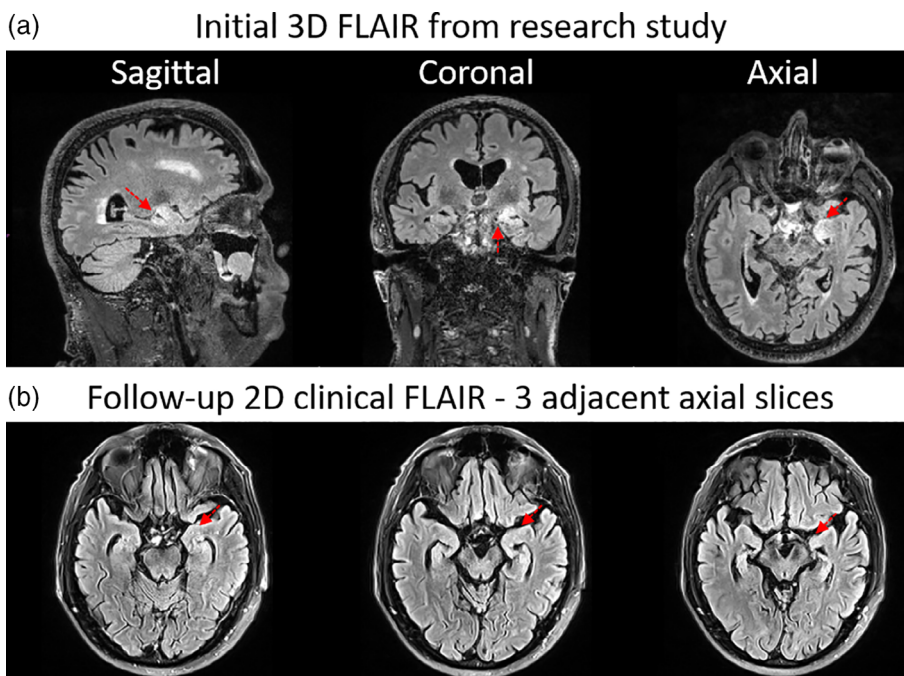 (a) Initial 3D FLAIR from research study
Sagittal Coronal Axial
(b) Follow-up 2D clinical FLAIR - 3 adjacent axial slices